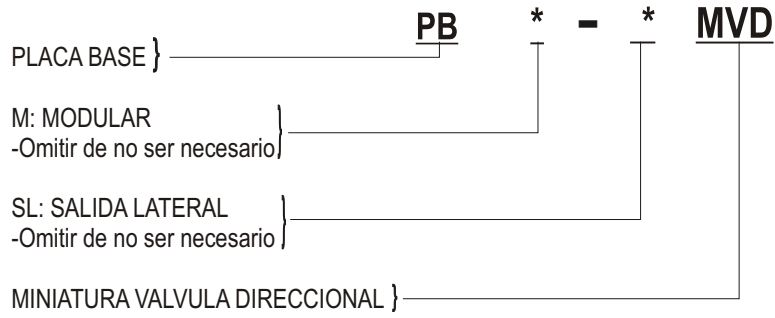 PB * - * MVD
PLACA BASE }
M: MODULAR
-Omitir de no ser necesario }
SL: SALIDA LATERAL
-Omitir de no ser necesario }
MINIATURA VALVULA DIRECCIONAL }